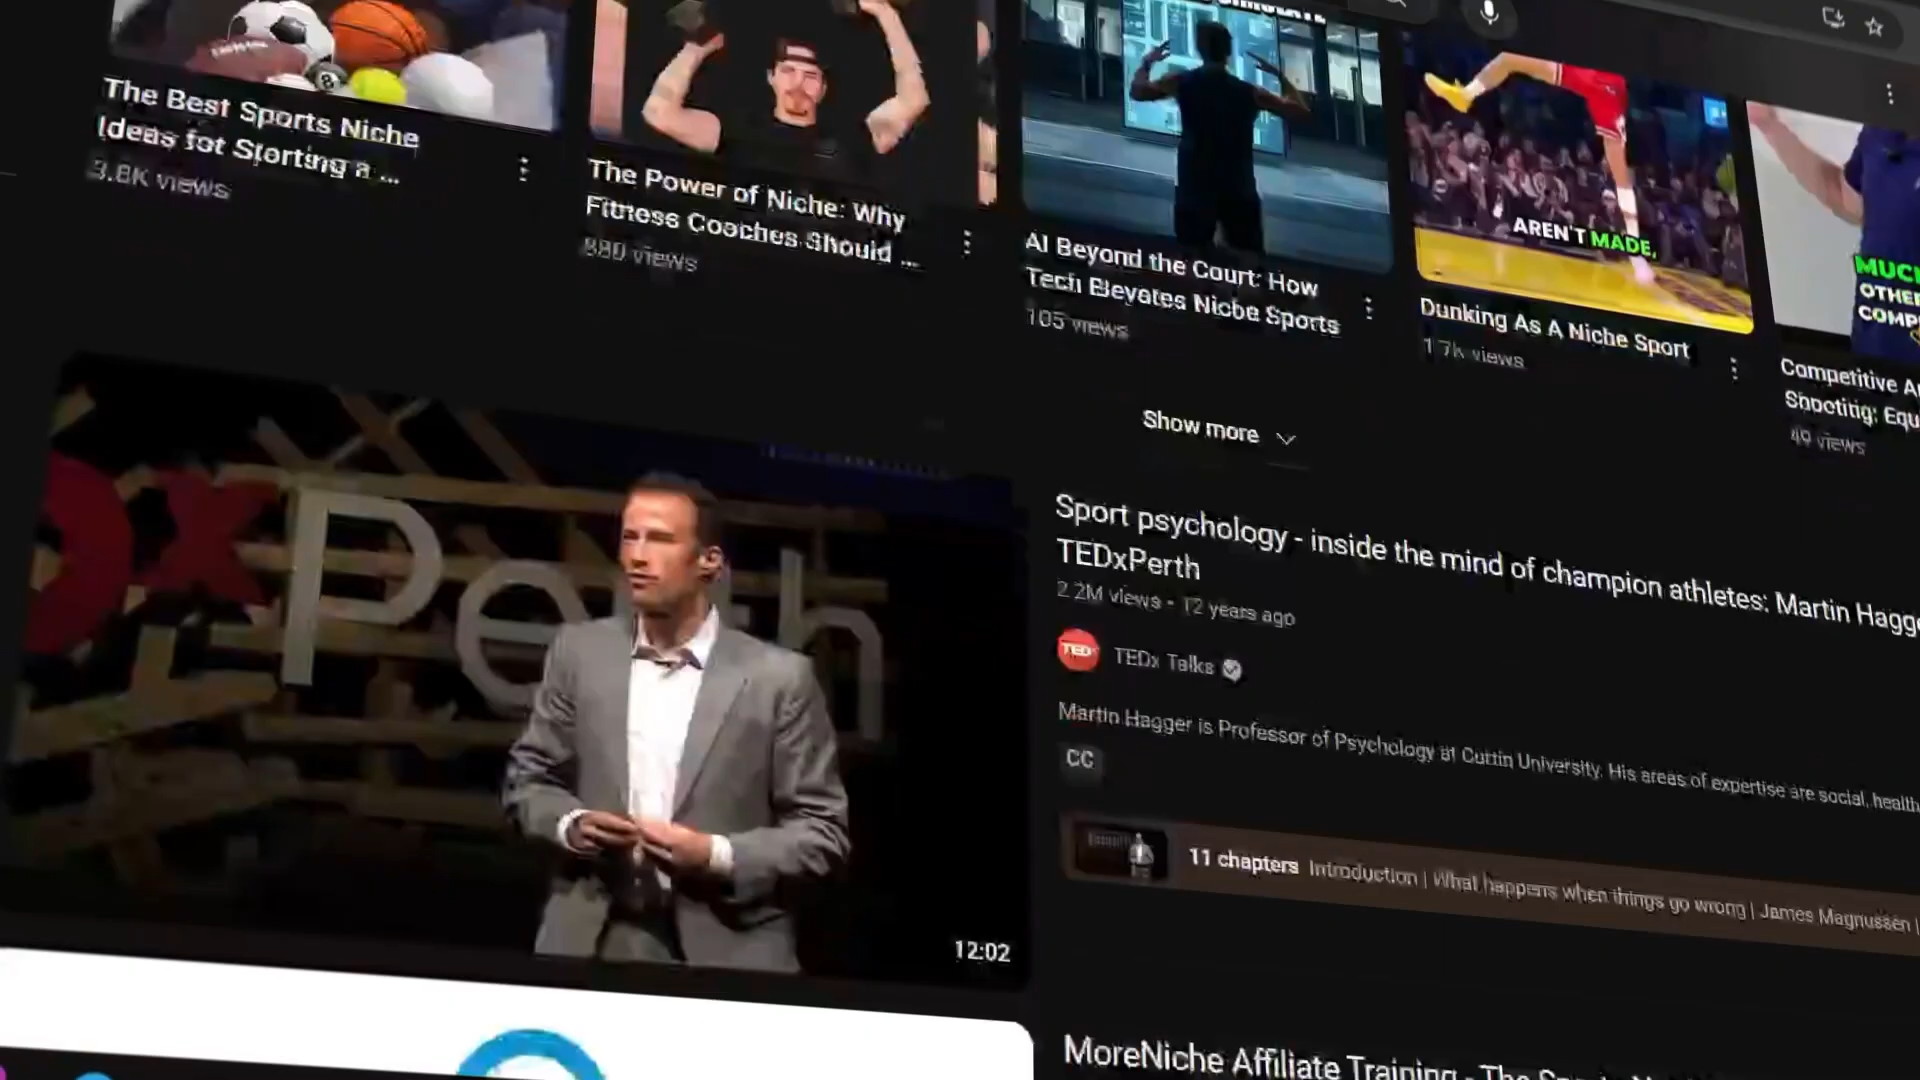 The Best Sports Niche
Ideas for Starting a ...
3.8K views
The Power of Niche: Why
Fitness Coaches Should ...
880 views
AI Beyond the Court: How
Tech Elevates Niche Sports
105 views
AREN'T MADE,
Dunking As A Niche Sport
1.7K views
OTHER
Competitive
Shooting:
49 views
Show more
xPerth
12:02
Sport psychology - inside the mind of champion athletes: Martin
TEDxPerth
2.2M views • 12 years ago
TED
TEDx Talks
Martin Hagger is Professor of Psychology at Curtin University. His areas of expertise are social, health
CC
11 chapters Introduction | What happens when things go wrong | James Magnussen |
MoreNiche Affiliate Training - The